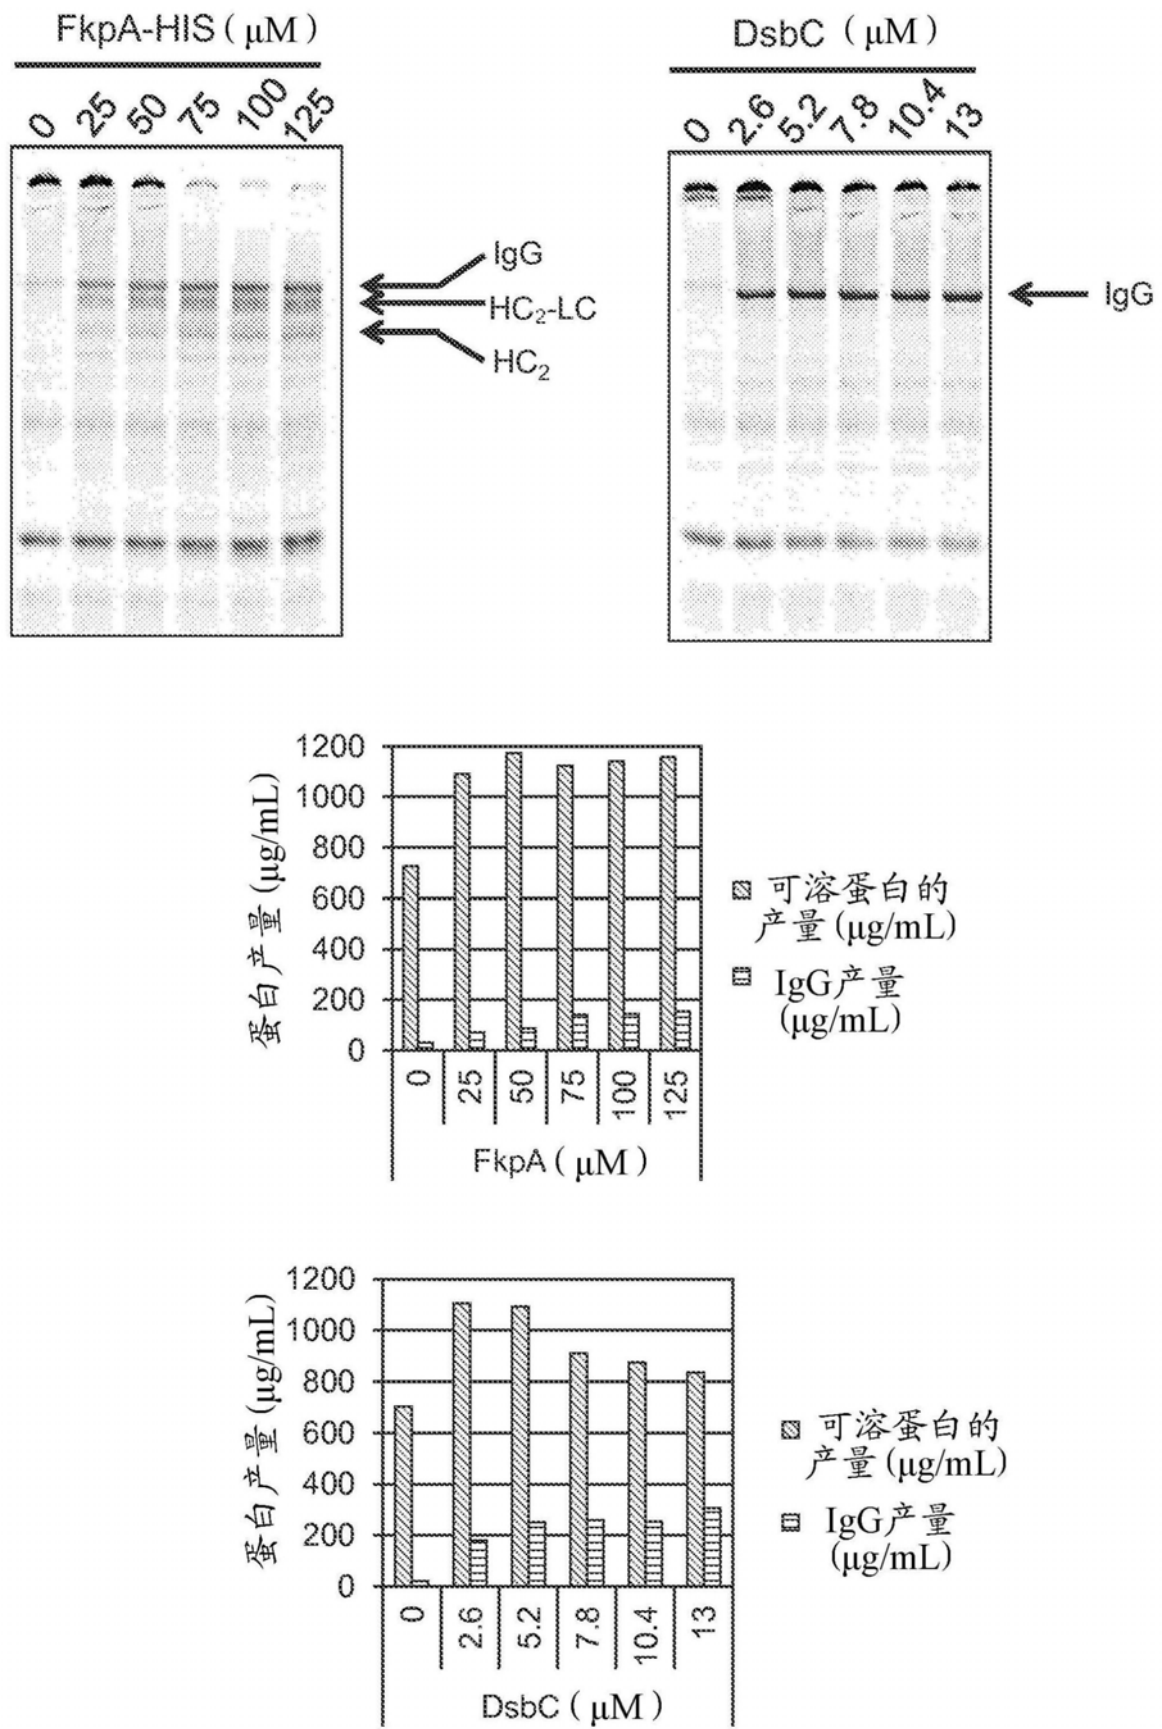 FkpA-HIS ( μM )
0 25 50 75 100 125
IgG
HC₂-LC
HC₂
DsbC ( μM )
0 2.6 5.2 7.8 10.4 13
IgG
蛋白产量 (μg/mL)
1200
1000
800
600
400
200
0
0 25 50 75 100 125
FkpA ( μM )
可溶蛋白的
产量 (μg/mL)
IgG产量
(μg/mL)
蛋白产量 (μg/mL)
1200
1000
800
600
400
200
0
0 2.6 5.2 7.8 10.4 13
DsbC ( μM )
可溶蛋白的
产量 (μg/mL)
IgG产量
(μg/mL)